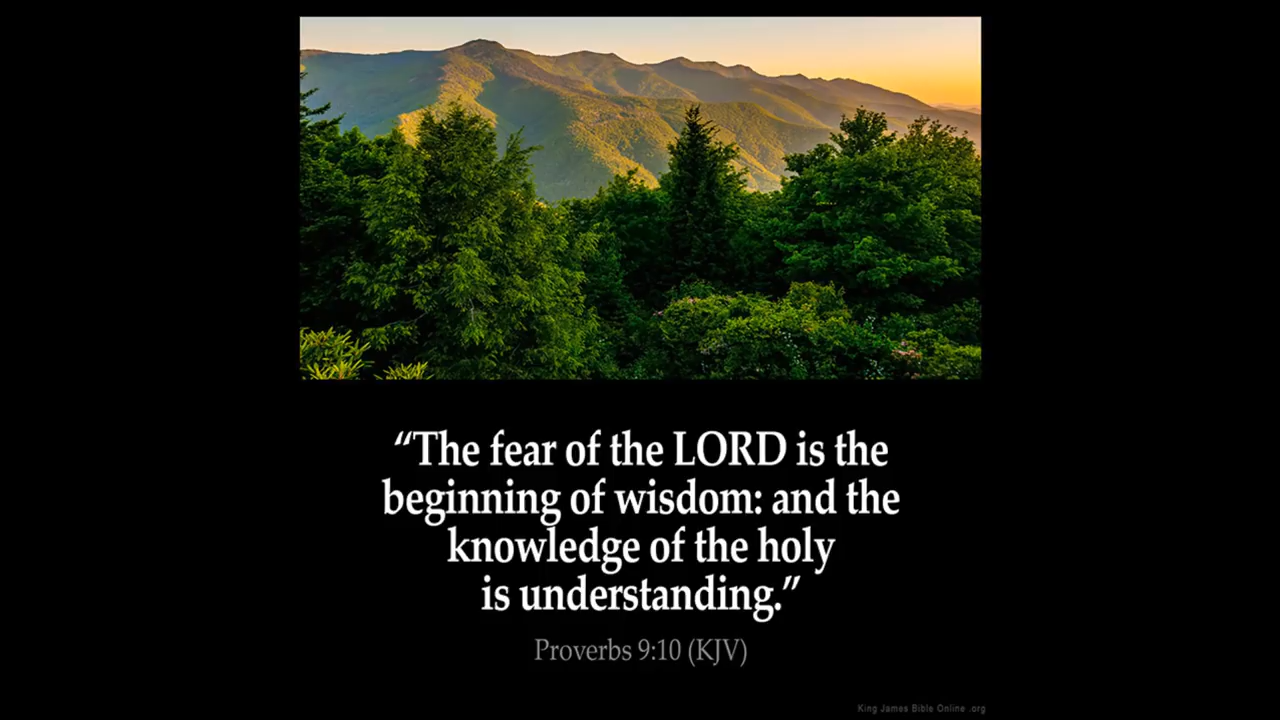 “The fear of the LORD is the
beginning of wisdom: and the
knowledge of the holy
is understanding.”
Proverbs 9:10 (KJV)
King James Bible Online .org